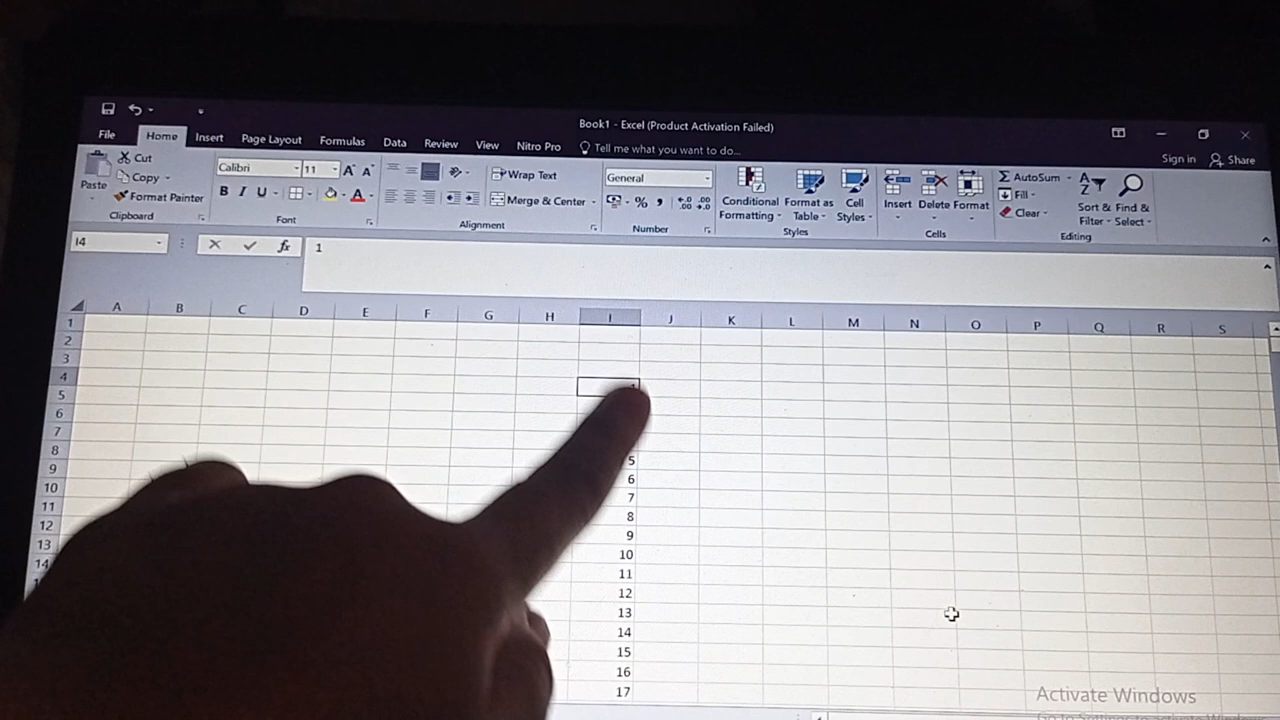 Book1 - Excel (Product Activation Failed)
File Home Insert Page Layout Formulas Data Review View Nitro Pro Tell me what you want to do... Sign in Share
Paste Cut Copy Format Painter
Clipboard
Calibri 11 A A
B I U A
Font
Wrap Text
Merge & Center
Alignment
General
% ,
Number
Conditional Formatting Format as Table Cell Styles
Styles
Insert Delete Format
Cells
AutoSum
Fill
Clear
Sort & Filter Find & Select
Editing
I4 fx 1
A B C D E F G H I J K L M N O P Q R S
1
2
3
4
5
6
7
8 5
9 6
10 7
11 8
12 9
13 10
14 11
12
13
14
15
16
17
Activate Windows